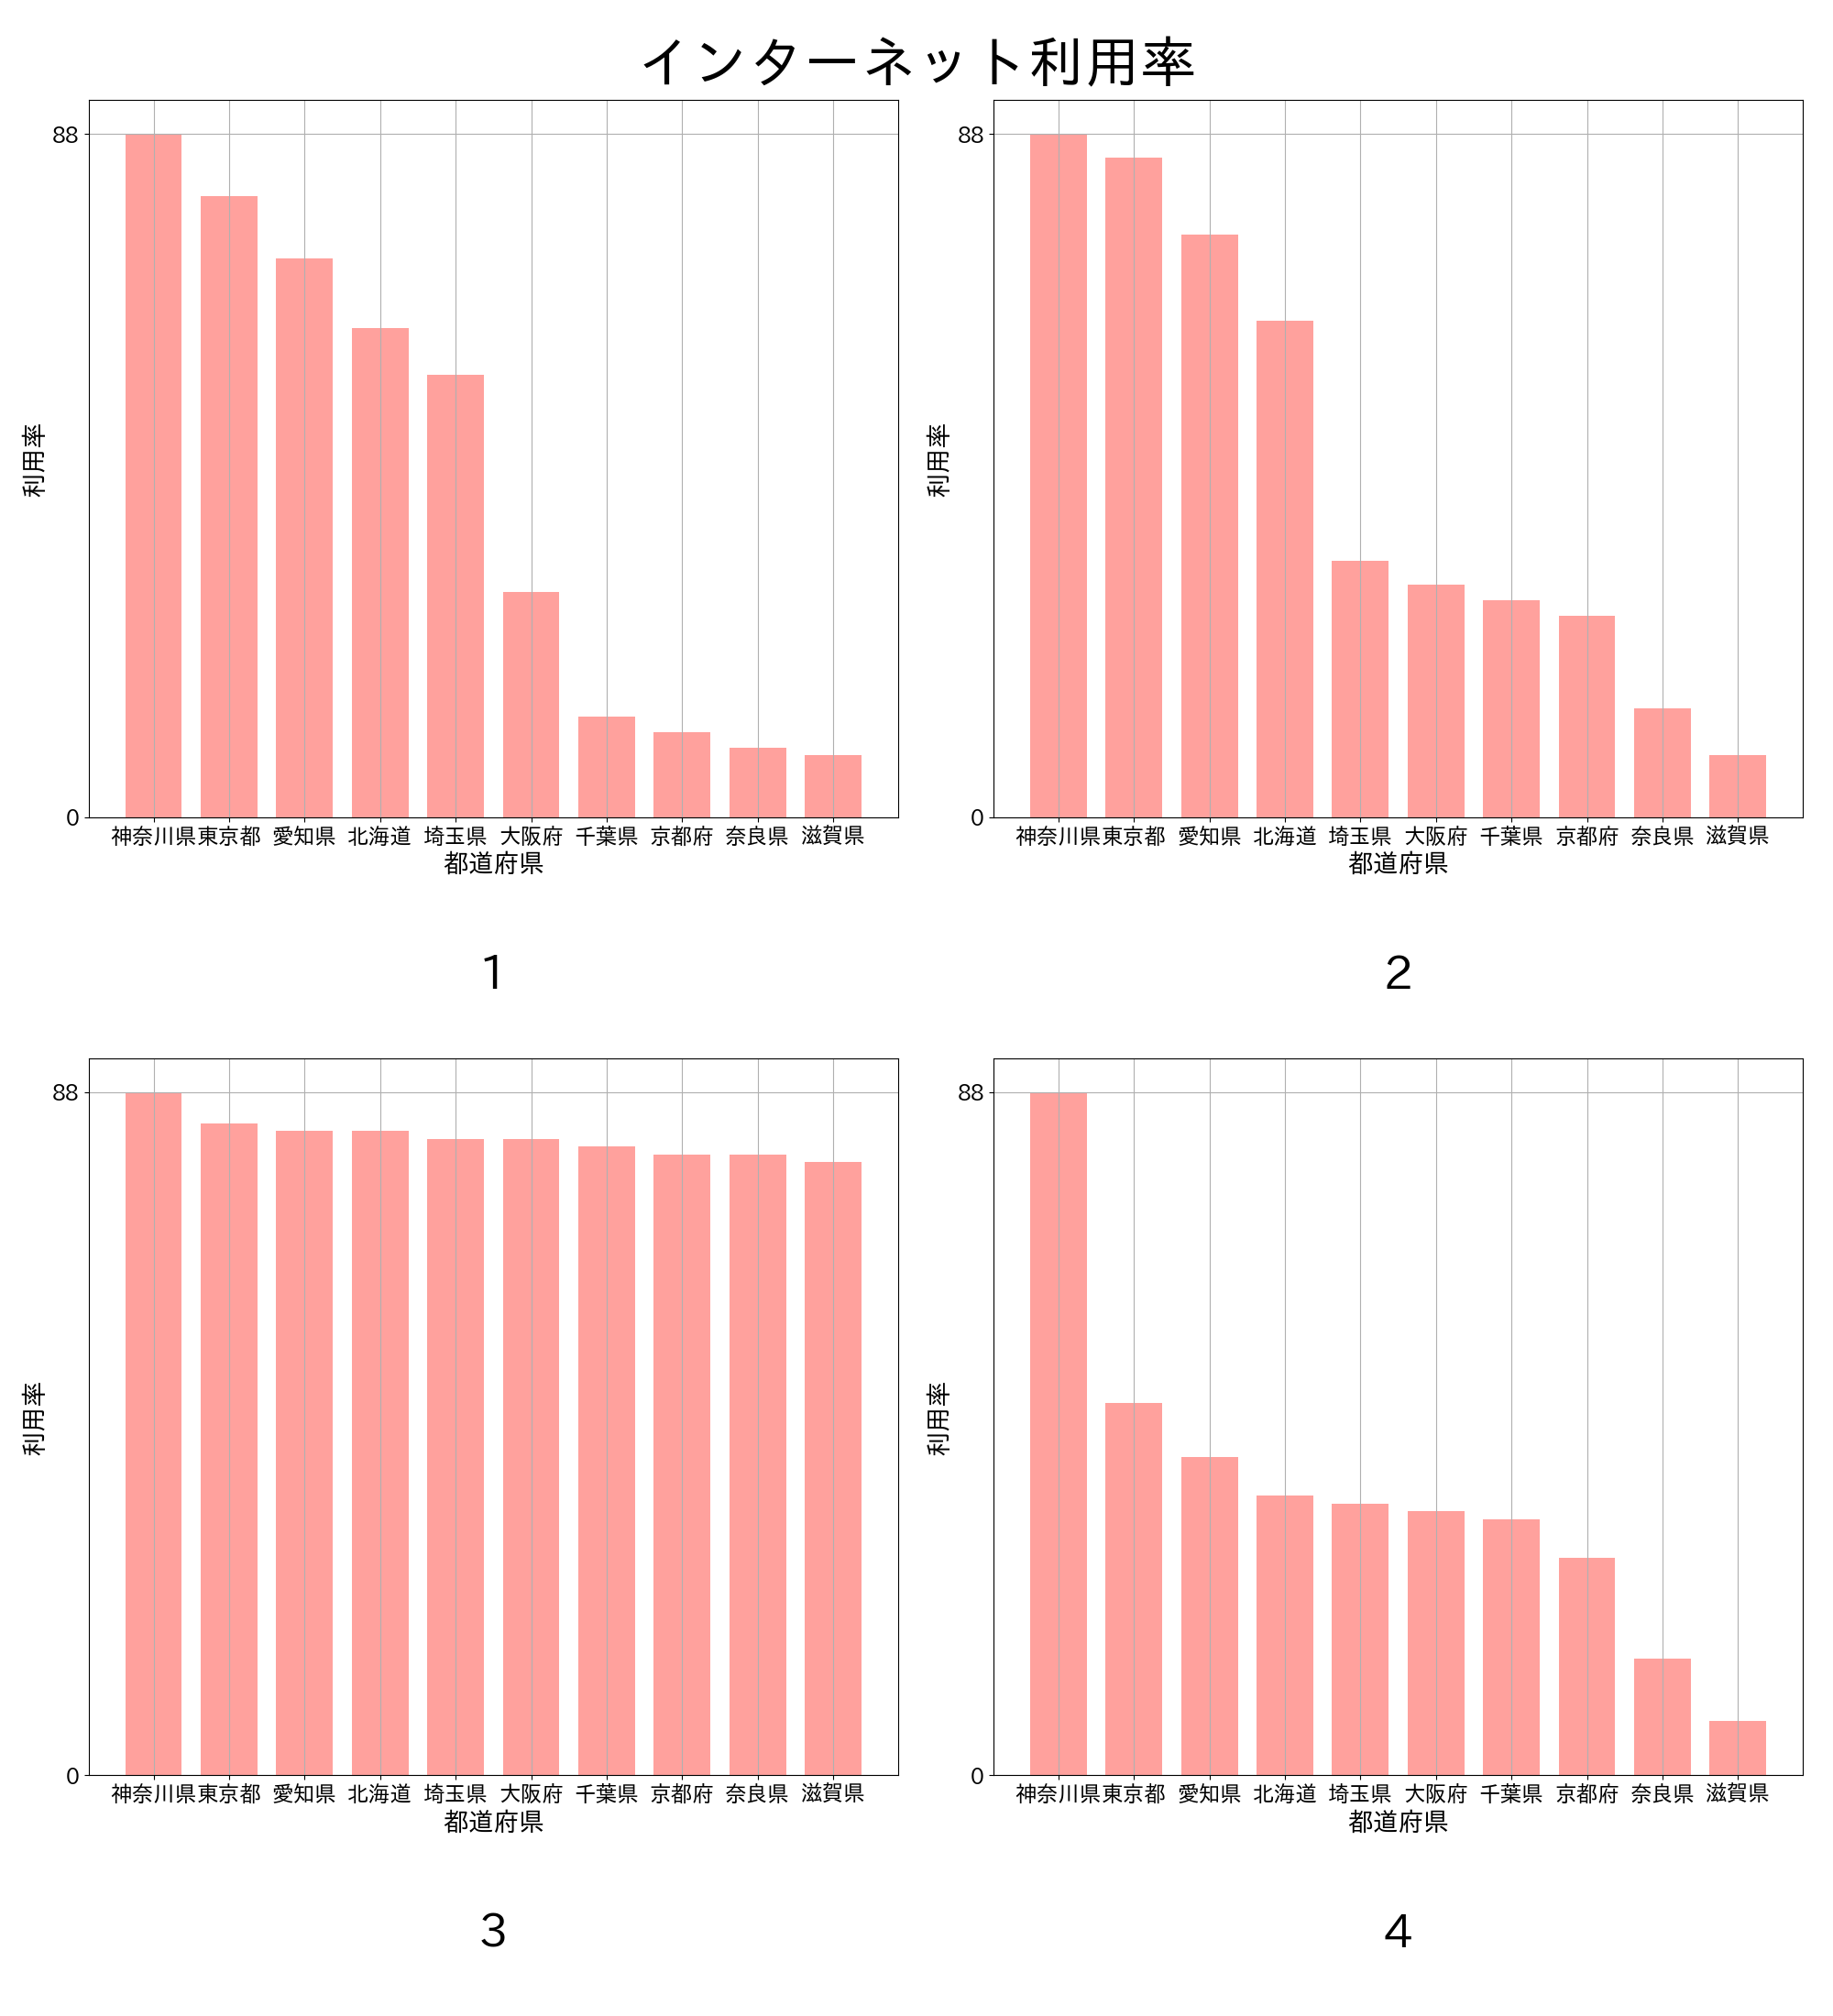 インターネット利用率
88
0
利用率
神奈川県 東京都 愛知県 北海道 埼玉県 大阪府 千葉県 京都府 奈良県 滋賀県
都道府県
1
88
0
利用率
神奈川県 東京都 愛知県 北海道 埼玉県 大阪府 千葉県 京都府 奈良県 滋賀県
都道府県
2
88
0
利用率
神奈川県 東京都 愛知県 北海道 埼玉県 大阪府 千葉県 京都府 奈良県 滋賀県
都道府県
3
88
0
利用率
神奈川県 東京都 愛知県 北海道 埼玉県 大阪府 千葉県 京都府 奈良県 滋賀県
都道府県
4